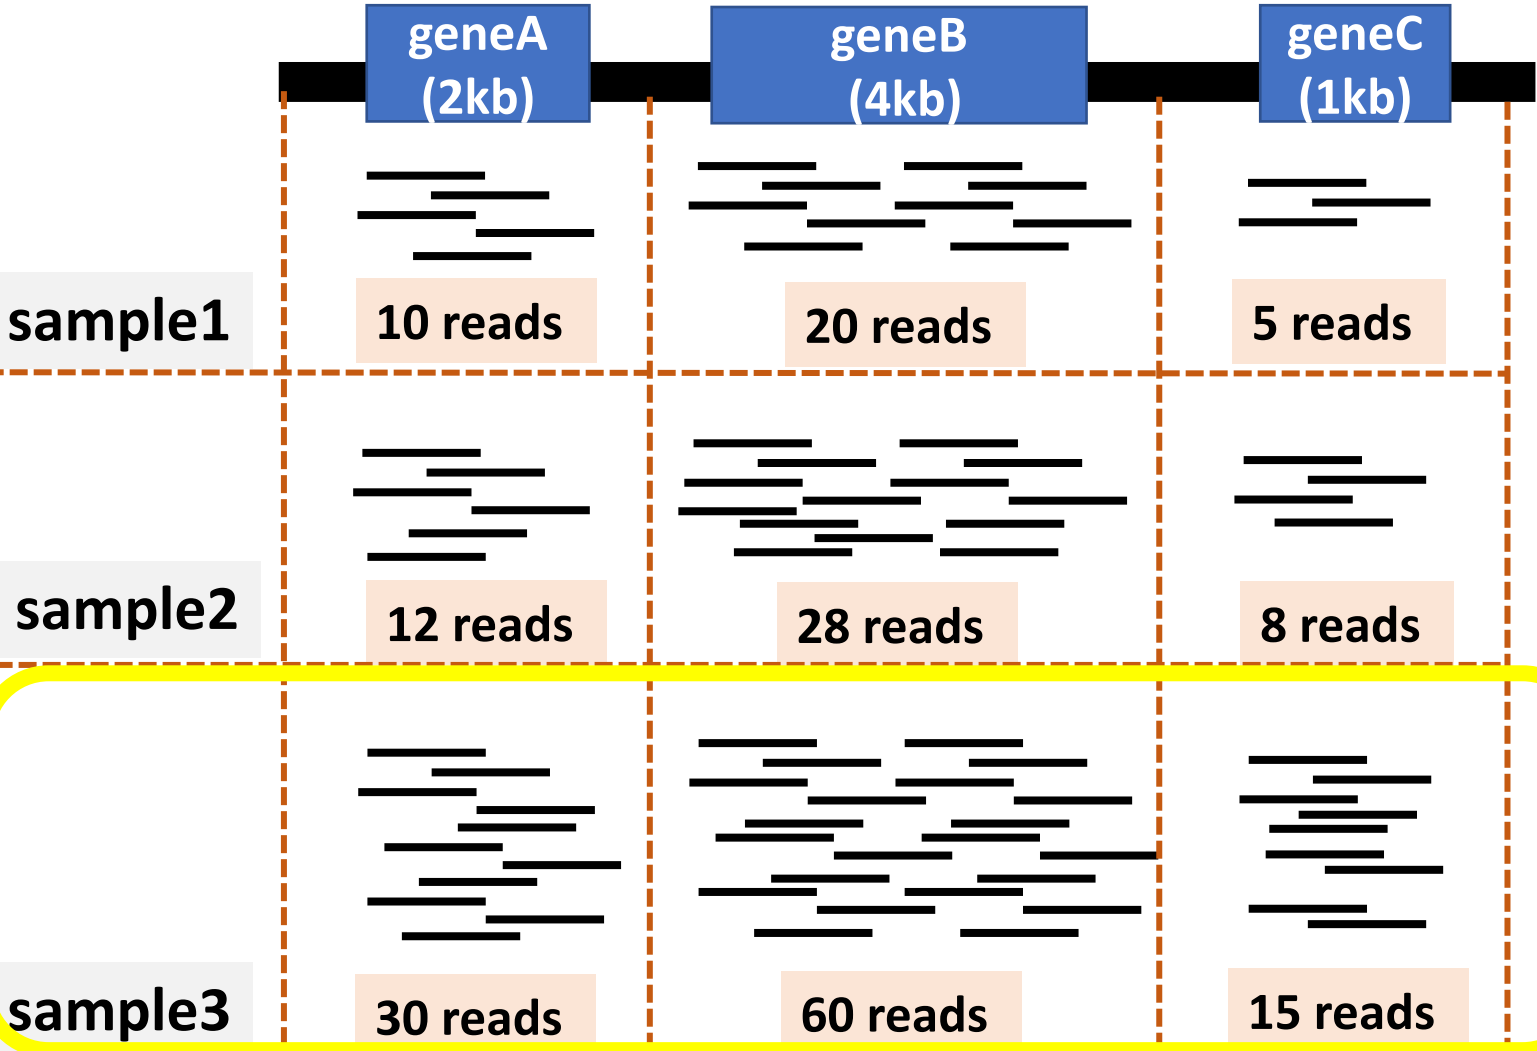 geneA
(2kb)
geneB
(4kb)
geneC
(1kb)
sample1
10 reads
20 reads
5 reads
sample2
12 reads
28 reads
8 reads
sample3
30 reads
60 reads
15 reads